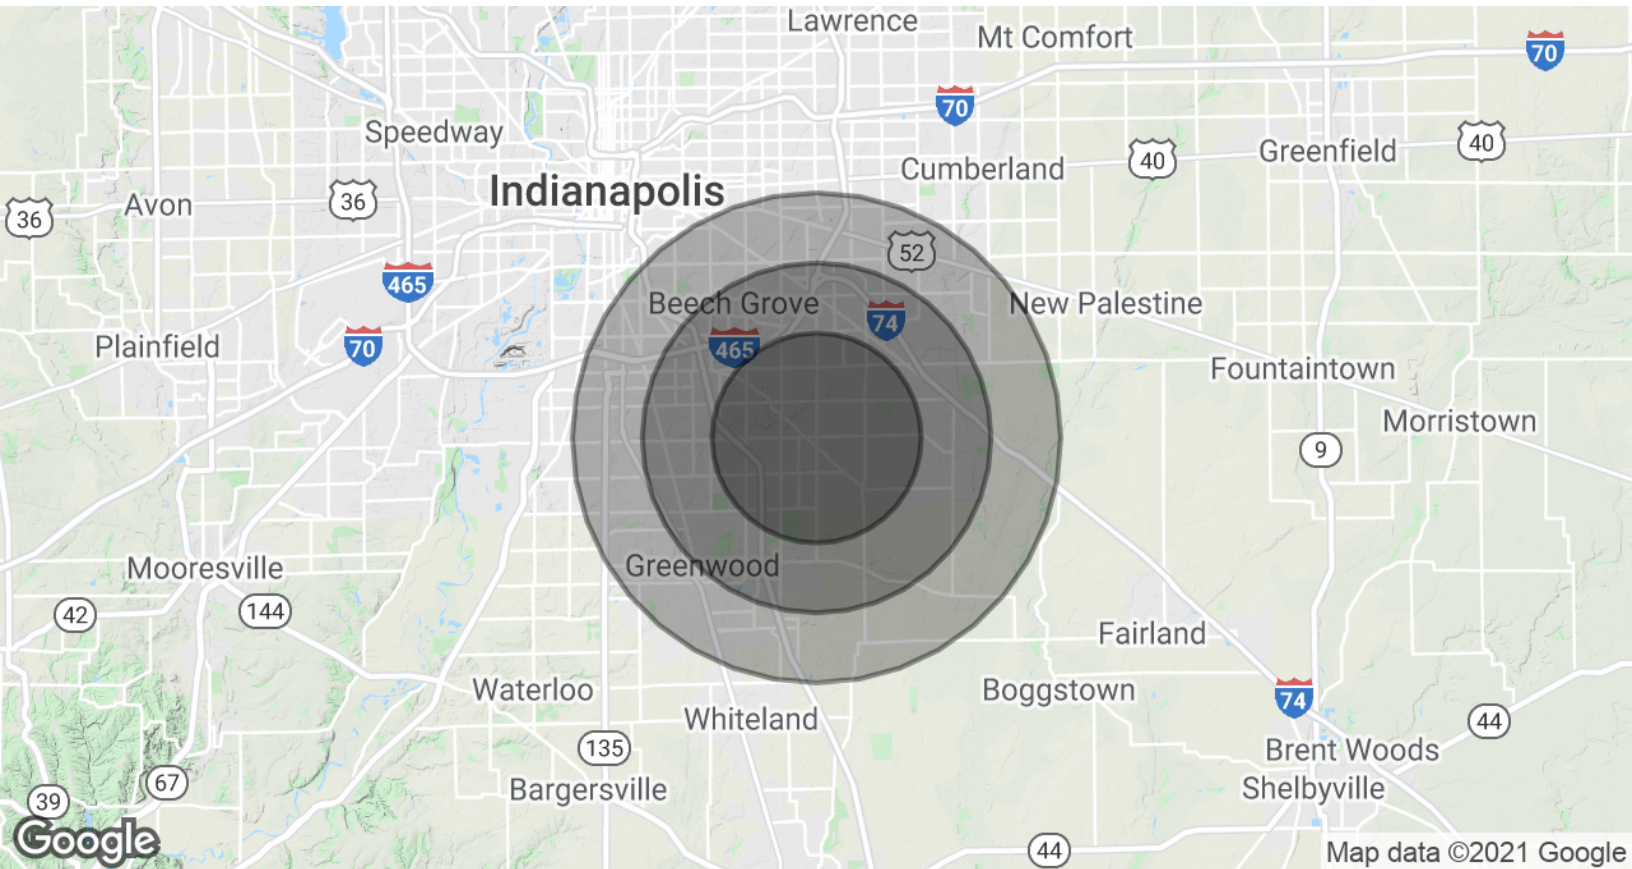 Lawrence
Mt Comfort
70
70
Speedway
40
Greenfield
40
Cumberland
Indianapolis
36
Avon
36
52
465
Beech Grove
74
New Palestine
Plainfield
70
465
Fountaintown
Morristown
9
Mooresville
Greenwood
42
144
Fairland
Waterloo
Boggstown
74
Whiteland
44
135
Brent Woods
67
Bargersville
Shelbyville
39
Google
44
Map data ©2021 Google